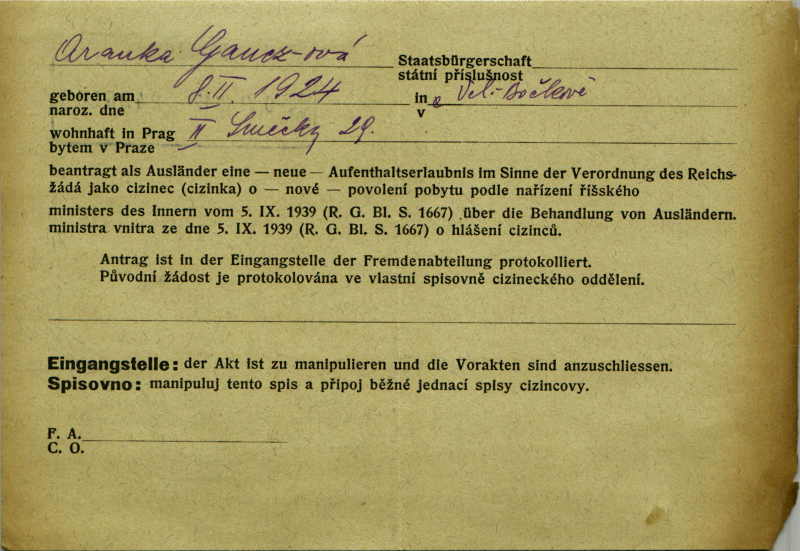 Aranka Gancz-ová Staatsbürgerschaft
státní příslušnost
geboren am 8. II. 1924 in Vel. Bočkově
naroz. dne v
wohnhaft in Prag II Smečky 29.
bytem v Praze
beantragt als Ausländer eine — neue — Aufenthaltserlaubnis im Sinne der Verordnung des Reichs-
žádá jako cizinec (cizinka) o — nové — povolení pobytu podle nařízení říšského
ministers des Innern vom 5. IX. 1939 (R. G. Bl. S. 1667) über die Behandlung von Ausländern.
ministra vnitra ze dne 5. IX. 1939 (R. G. Bl. S. 1667) o hlášení cizinců.
Antrag ist in der Eingangstelle der Fremdenabteilung protokolliert.
Původní žádost je protokolována ve vlastní spisovně cizineckého oddělení.
Eingangstelle: der Akt ist zu manipulieren und die Vorakten sind anzuschliessen.
Spisovno: manipuluj tento spis a připoj běžné jednací spisy cizincovy.
F. A.
C. O.